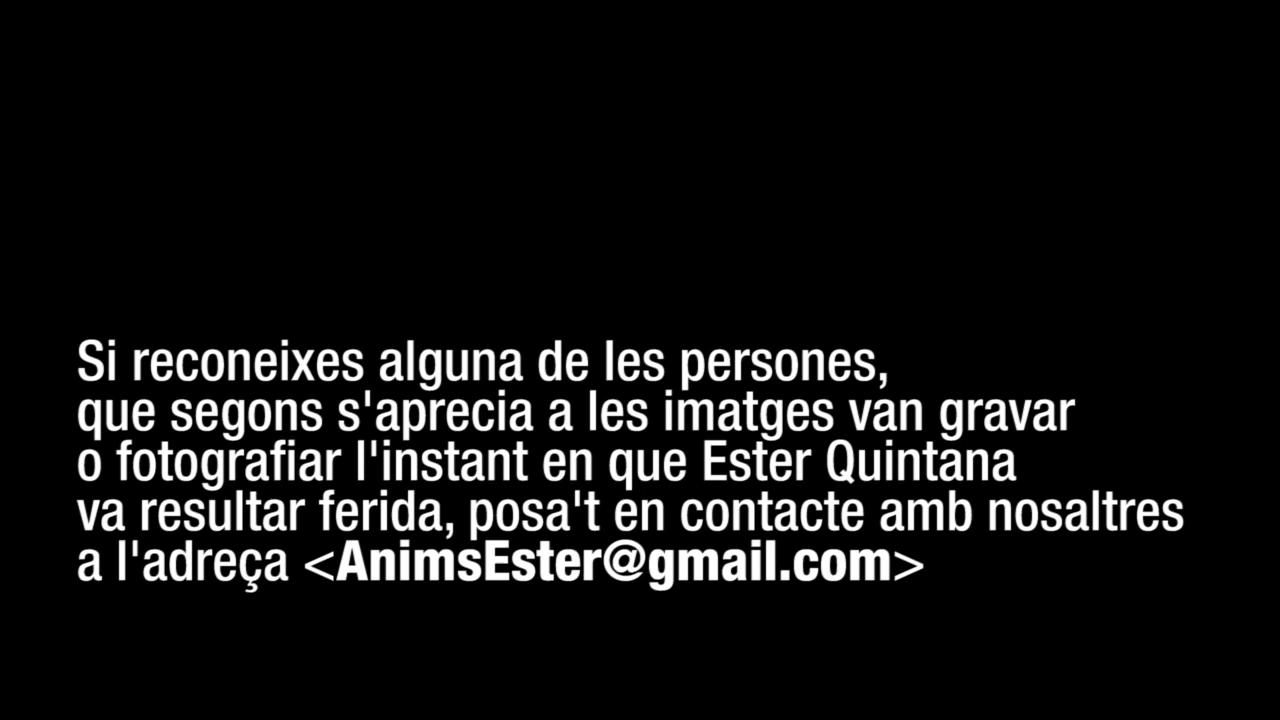 Si reconeixes alguna de les persones,
que segons s'aprecia a les imatges van gravar
o fotografiar l'instant en que Ester Quintana
va resultar ferida, posa't en contacte amb nosaltres
a l'adreça <AnimsEster@gmail.com>